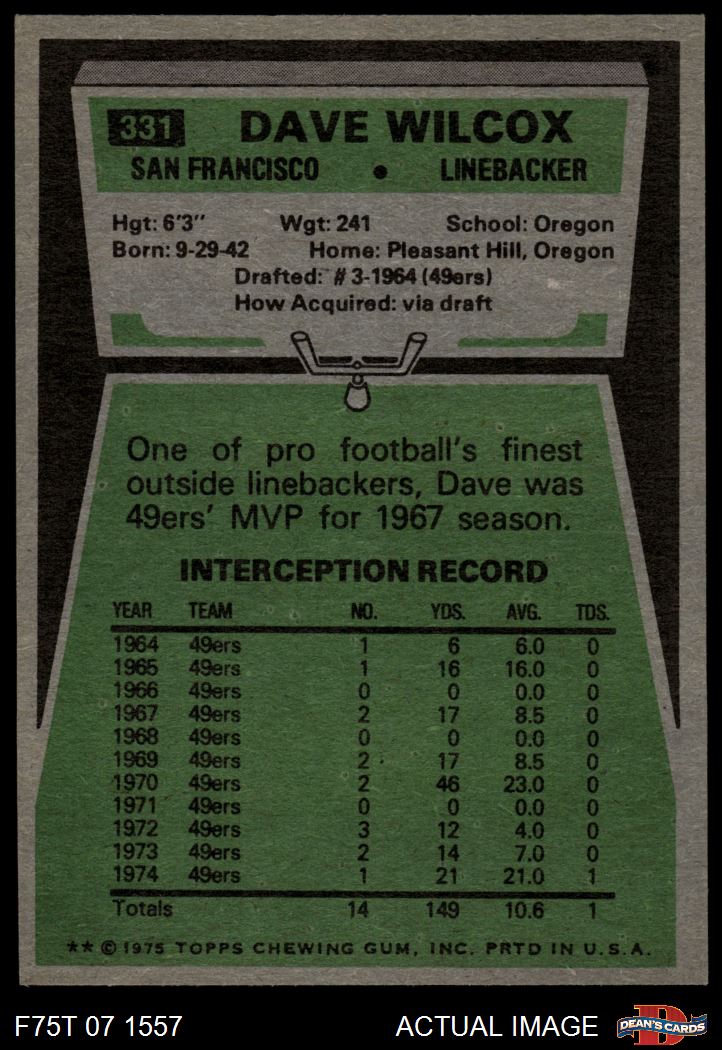 331 DAVE WILCOX
SAN FRANCISCO • LINEBACKER
Hgt: 6'3" Wgt: 241 School: Oregon
Born: 9-29-42 Home: Pleasant Hill, Oregon
Drafted: #3-1964 (49ers)
How Acquired: via draft
One of pro football's finest
outside linebackers, Dave was
49ers' MVP for 1967 season.
INTERCEPTION RECORD
YEAR TEAM NO. YDS. AVG. TDS.
1964 49ers 1 6 6.0 0
1965 49ers 1 16 16.0 0
1966 49ers 0 0 0.0 0
1967 49ers 2 17 8.5 0
1968 49ers 0 0 0.0 0
1969 49ers 2 17 8.5 0
1970 49ers 2 46 23.0 0
1971 49ers 0 0 0.0 0
1972 49ers 3 12 4.0 0
1973 49ers 2 14 7.0 0
1974 49ers 1 21 21.0 1
Totals 14 149 10.6 1
** © 1975 TOPPS CHEWING GUM, INC. PRTD IN U.S.A.
F75T 07 1557 ACTUAL IMAGE D DEAN'S CARDS